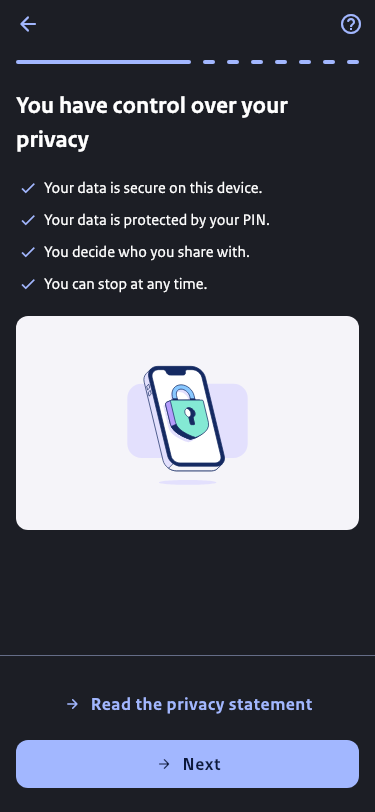 You have control over your
privacy
Your data is secure on this device.
Your data is protected by your PIN.
You decide who you share with.
You can stop at any time.
Read the privacy statement
Next